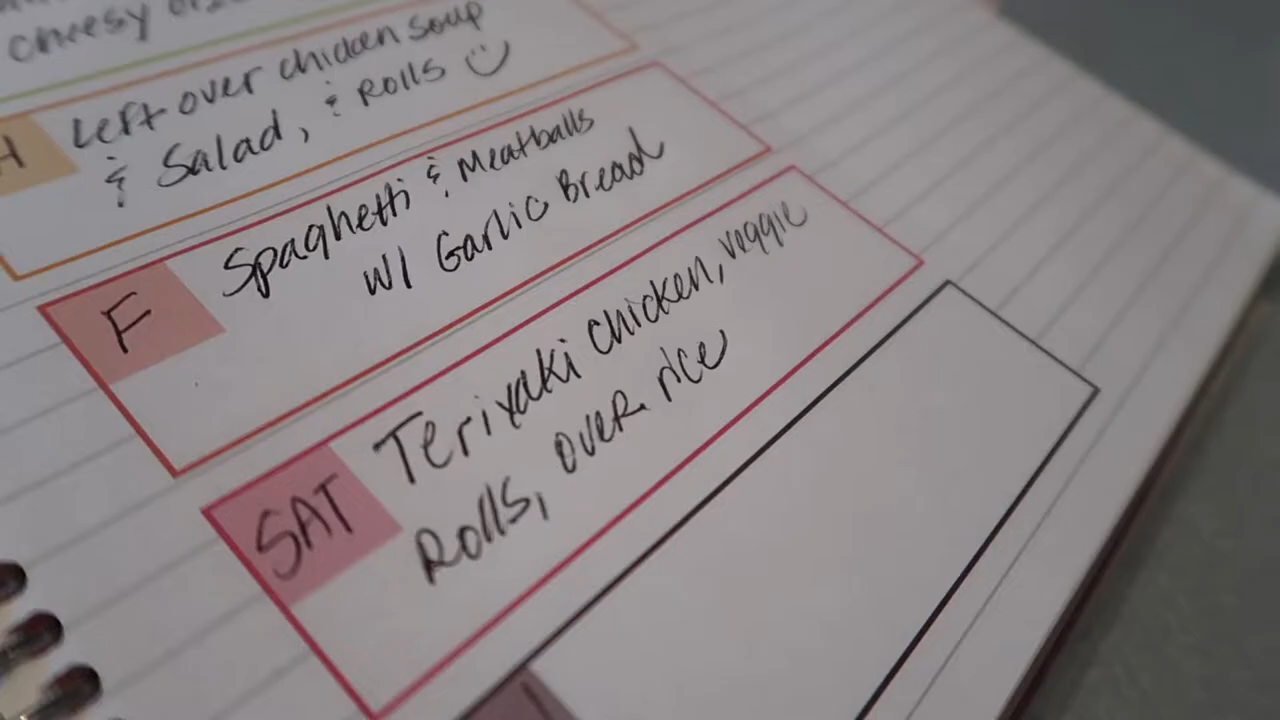 cheesy
H
Left over chicken soup
& Salad, & Rolls
F
Spaghetti & Meatballs
W/ Garlic Bread
SAT
Teriyaki chicken, veggie
Rolls, over rice